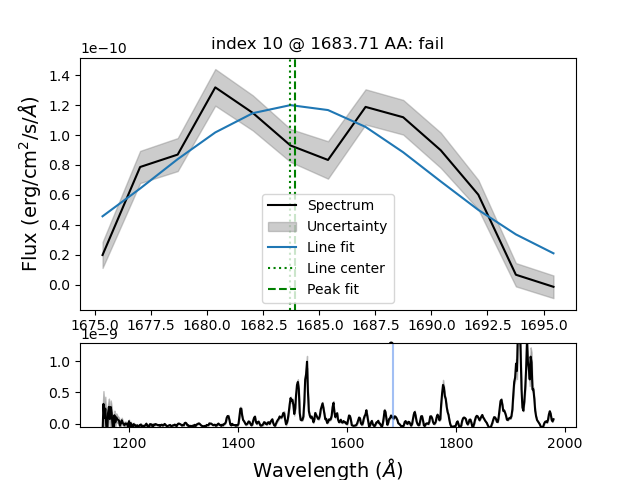 index 10 @ 1683.71 AA: fail
1e−10
Flux (erg/cm²/s/Å)
1.4
1.2
1.0
0.8
0.6
0.4
0.2
0.0
Spectrum
Uncertainty
Line fit
Line center
Peak fit
1675.0 1677.5 1680.0 1682.5 1685.0 1687.5 1690.0 1692.5 1695.0
1e−9
1.0
0.5
0.0
1200 1400 1600 1800 2000
Wavelength (Å)